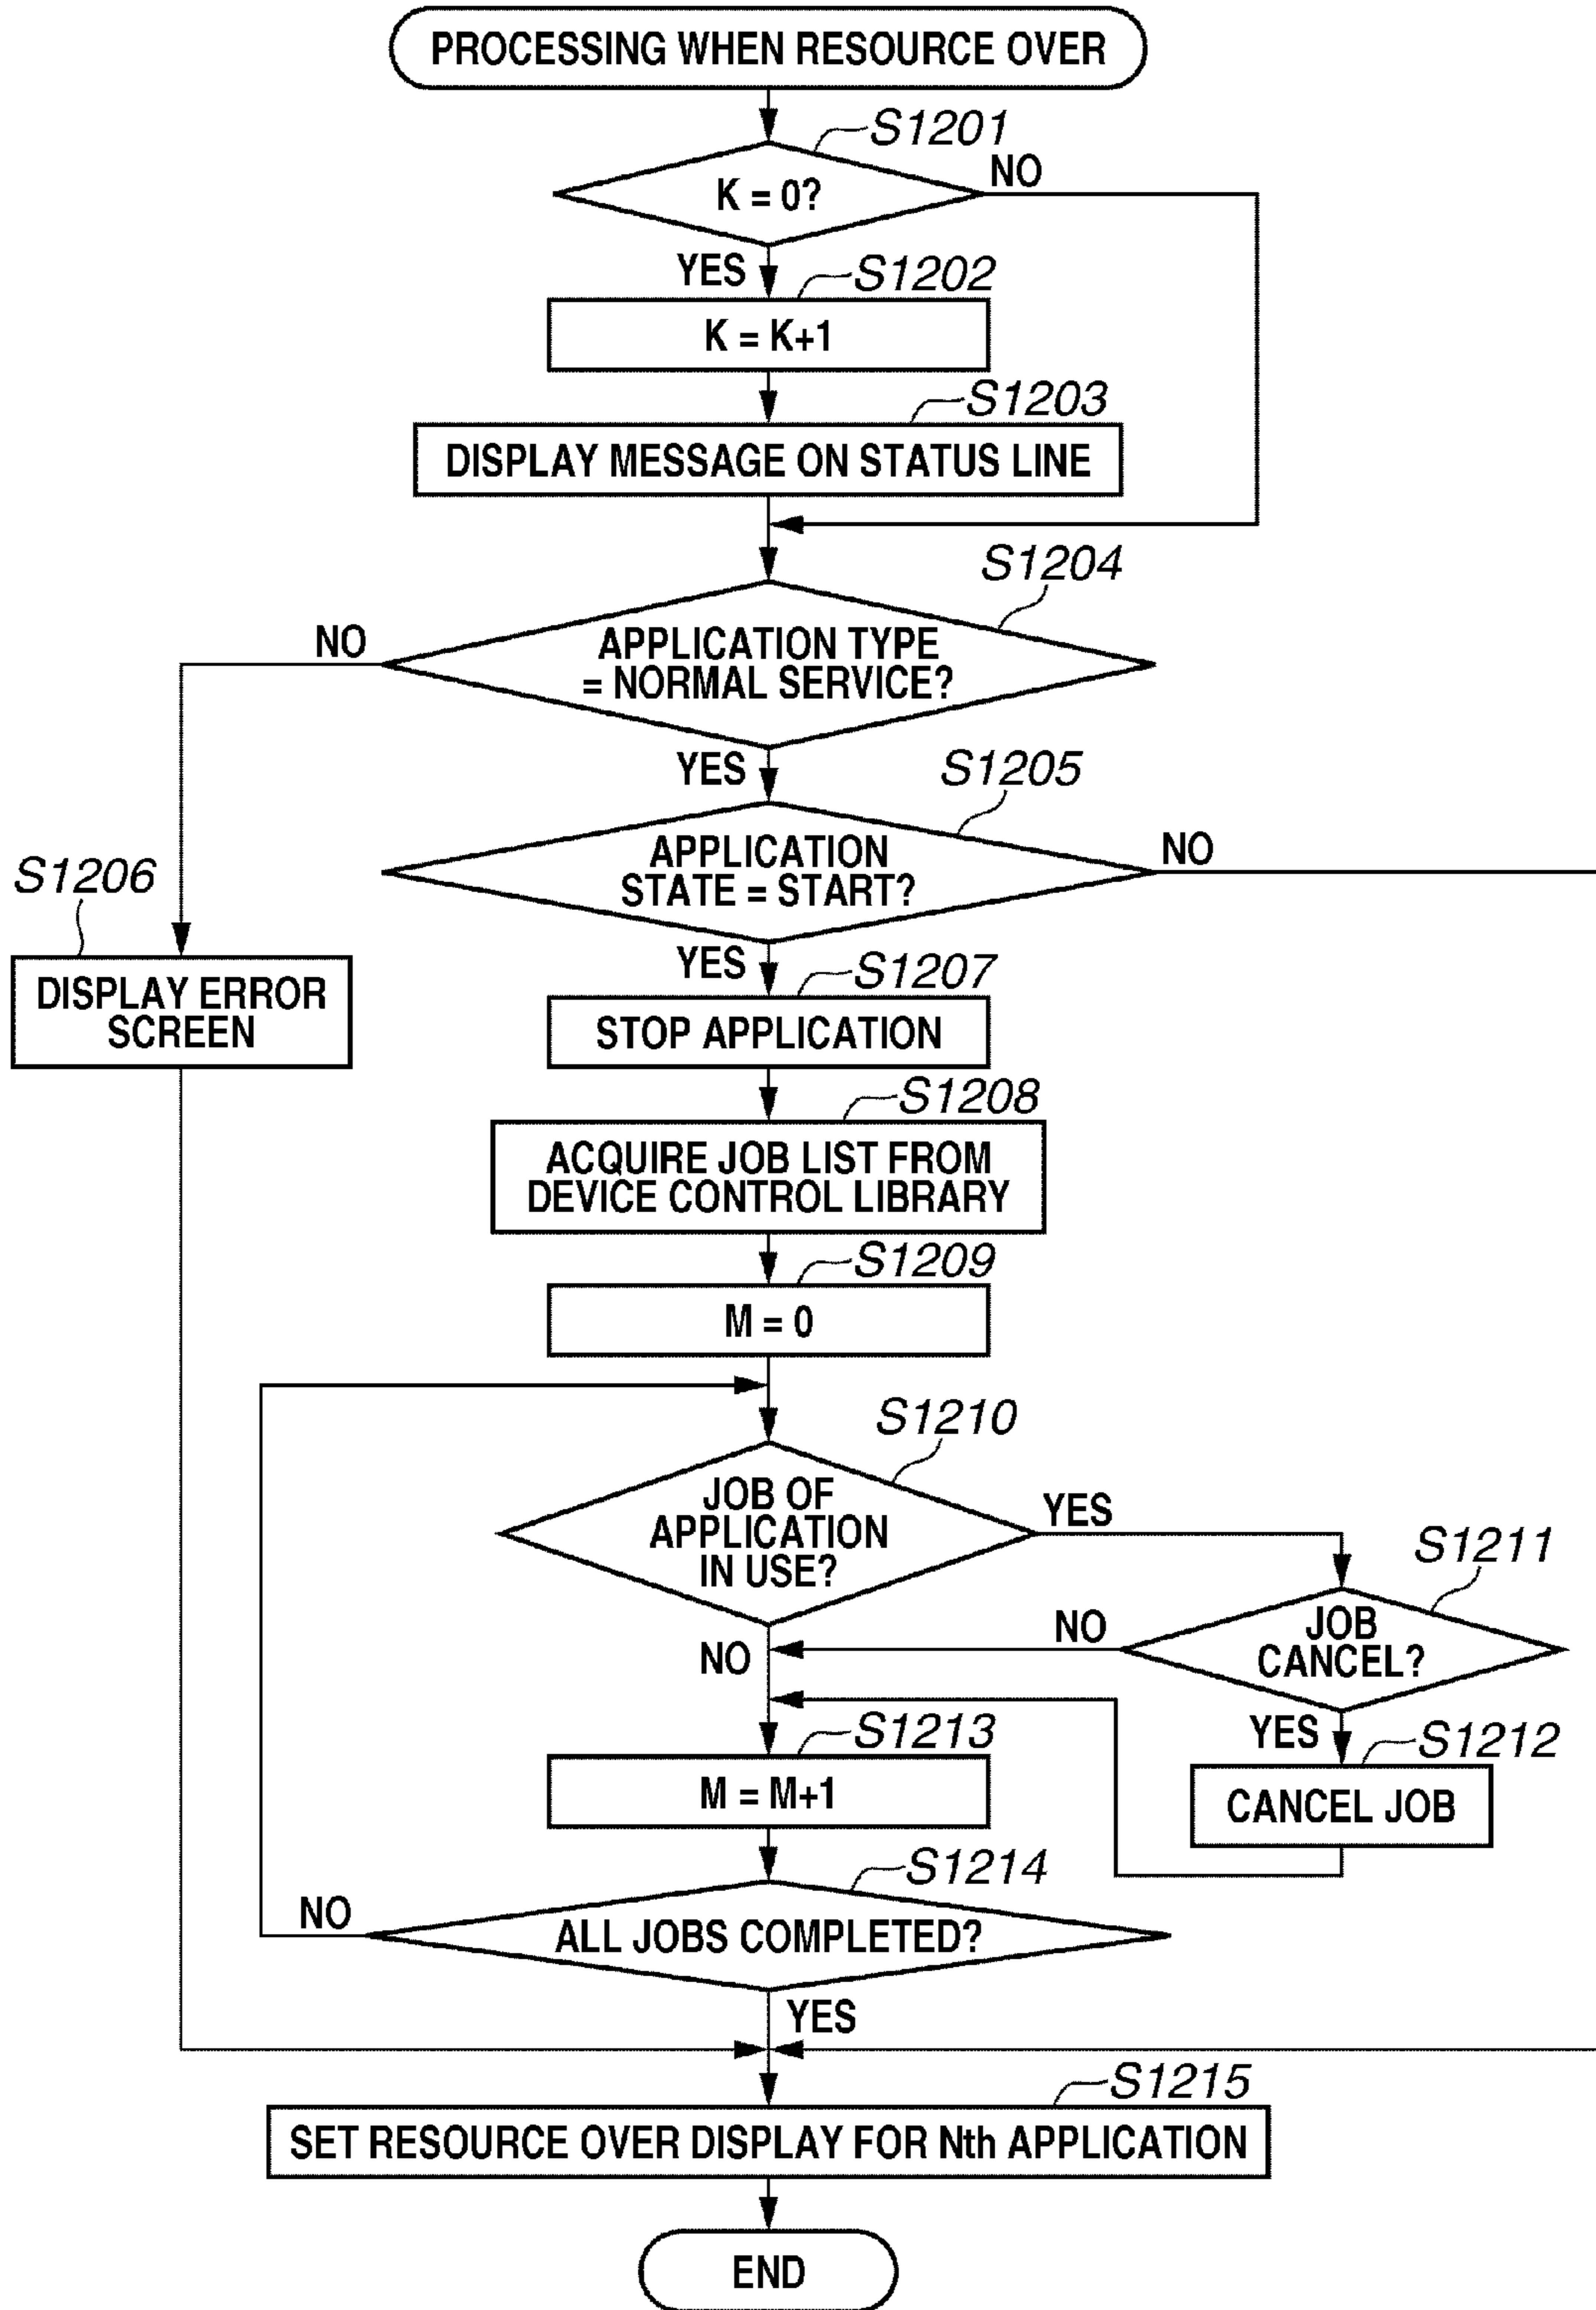 PROCESSING WHEN RESOURCE OVER
S1201
K = 0?
NO
YES
S1202
K = K+1
S1203
DISPLAY MESSAGE ON STATUS LINE
S1204
NO
APPLICATION TYPE
= NORMAL SERVICE?
YES
S1205
APPLICATION
STATE = START?
NO
S1206
DISPLAY ERROR
SCREEN
YES
S1207
STOP APPLICATION
S1208
ACQUIRE JOB LIST FROM
DEVICE CONTROL LIBRARY
S1209
M = 0
S1210
JOB OF
APPLICATION
IN USE?
YES
S1211
JOB
CANCEL?
NO
NO
YES
S1212
CANCEL JOB
S1213
M = M+1
S1214
NO
ALL JOBS COMPLETED?
YES
S1215
SET RESOURCE OVER DISPLAY FOR Nth APPLICATION
END